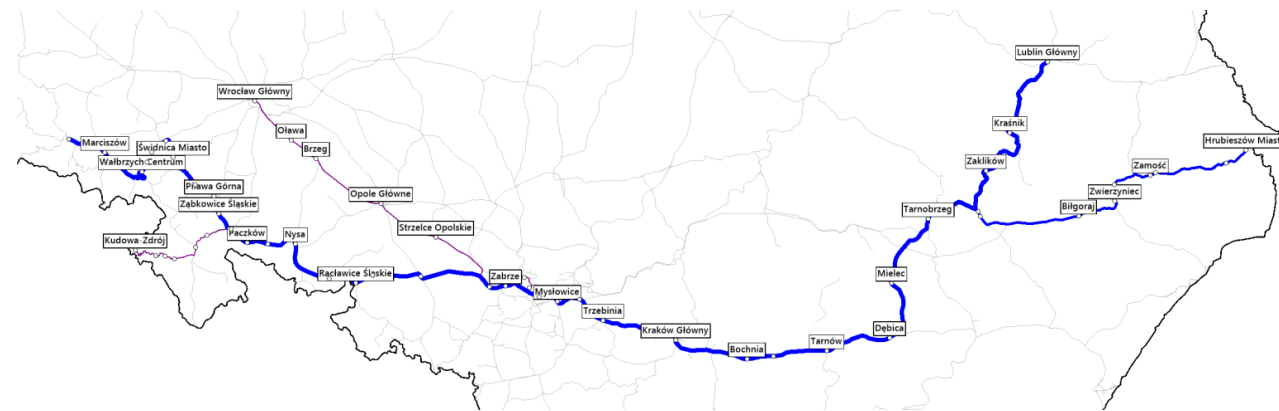 Lublin Główny
Wrocław Główny
Kraśnik
Oława
Hrubieszów Miast
Marciszów
Świdnica Miasto
Brzeg
Wałbrzych Centrum
Zaklików
Zamość
Piława Górna
Opole Główne
Zwierzyniec
Ząbkowice Śląskie
Biłgoraj
Tarnobrzeg
Strzelce Opolskie
Paczków
Nysa
Kudowa-Zdrój
Racławice Śląskie
Zabrze
Mielec
Mysłowice
Trzebinia
Kraków Główny
Dębica
Bochnia
Tarnów